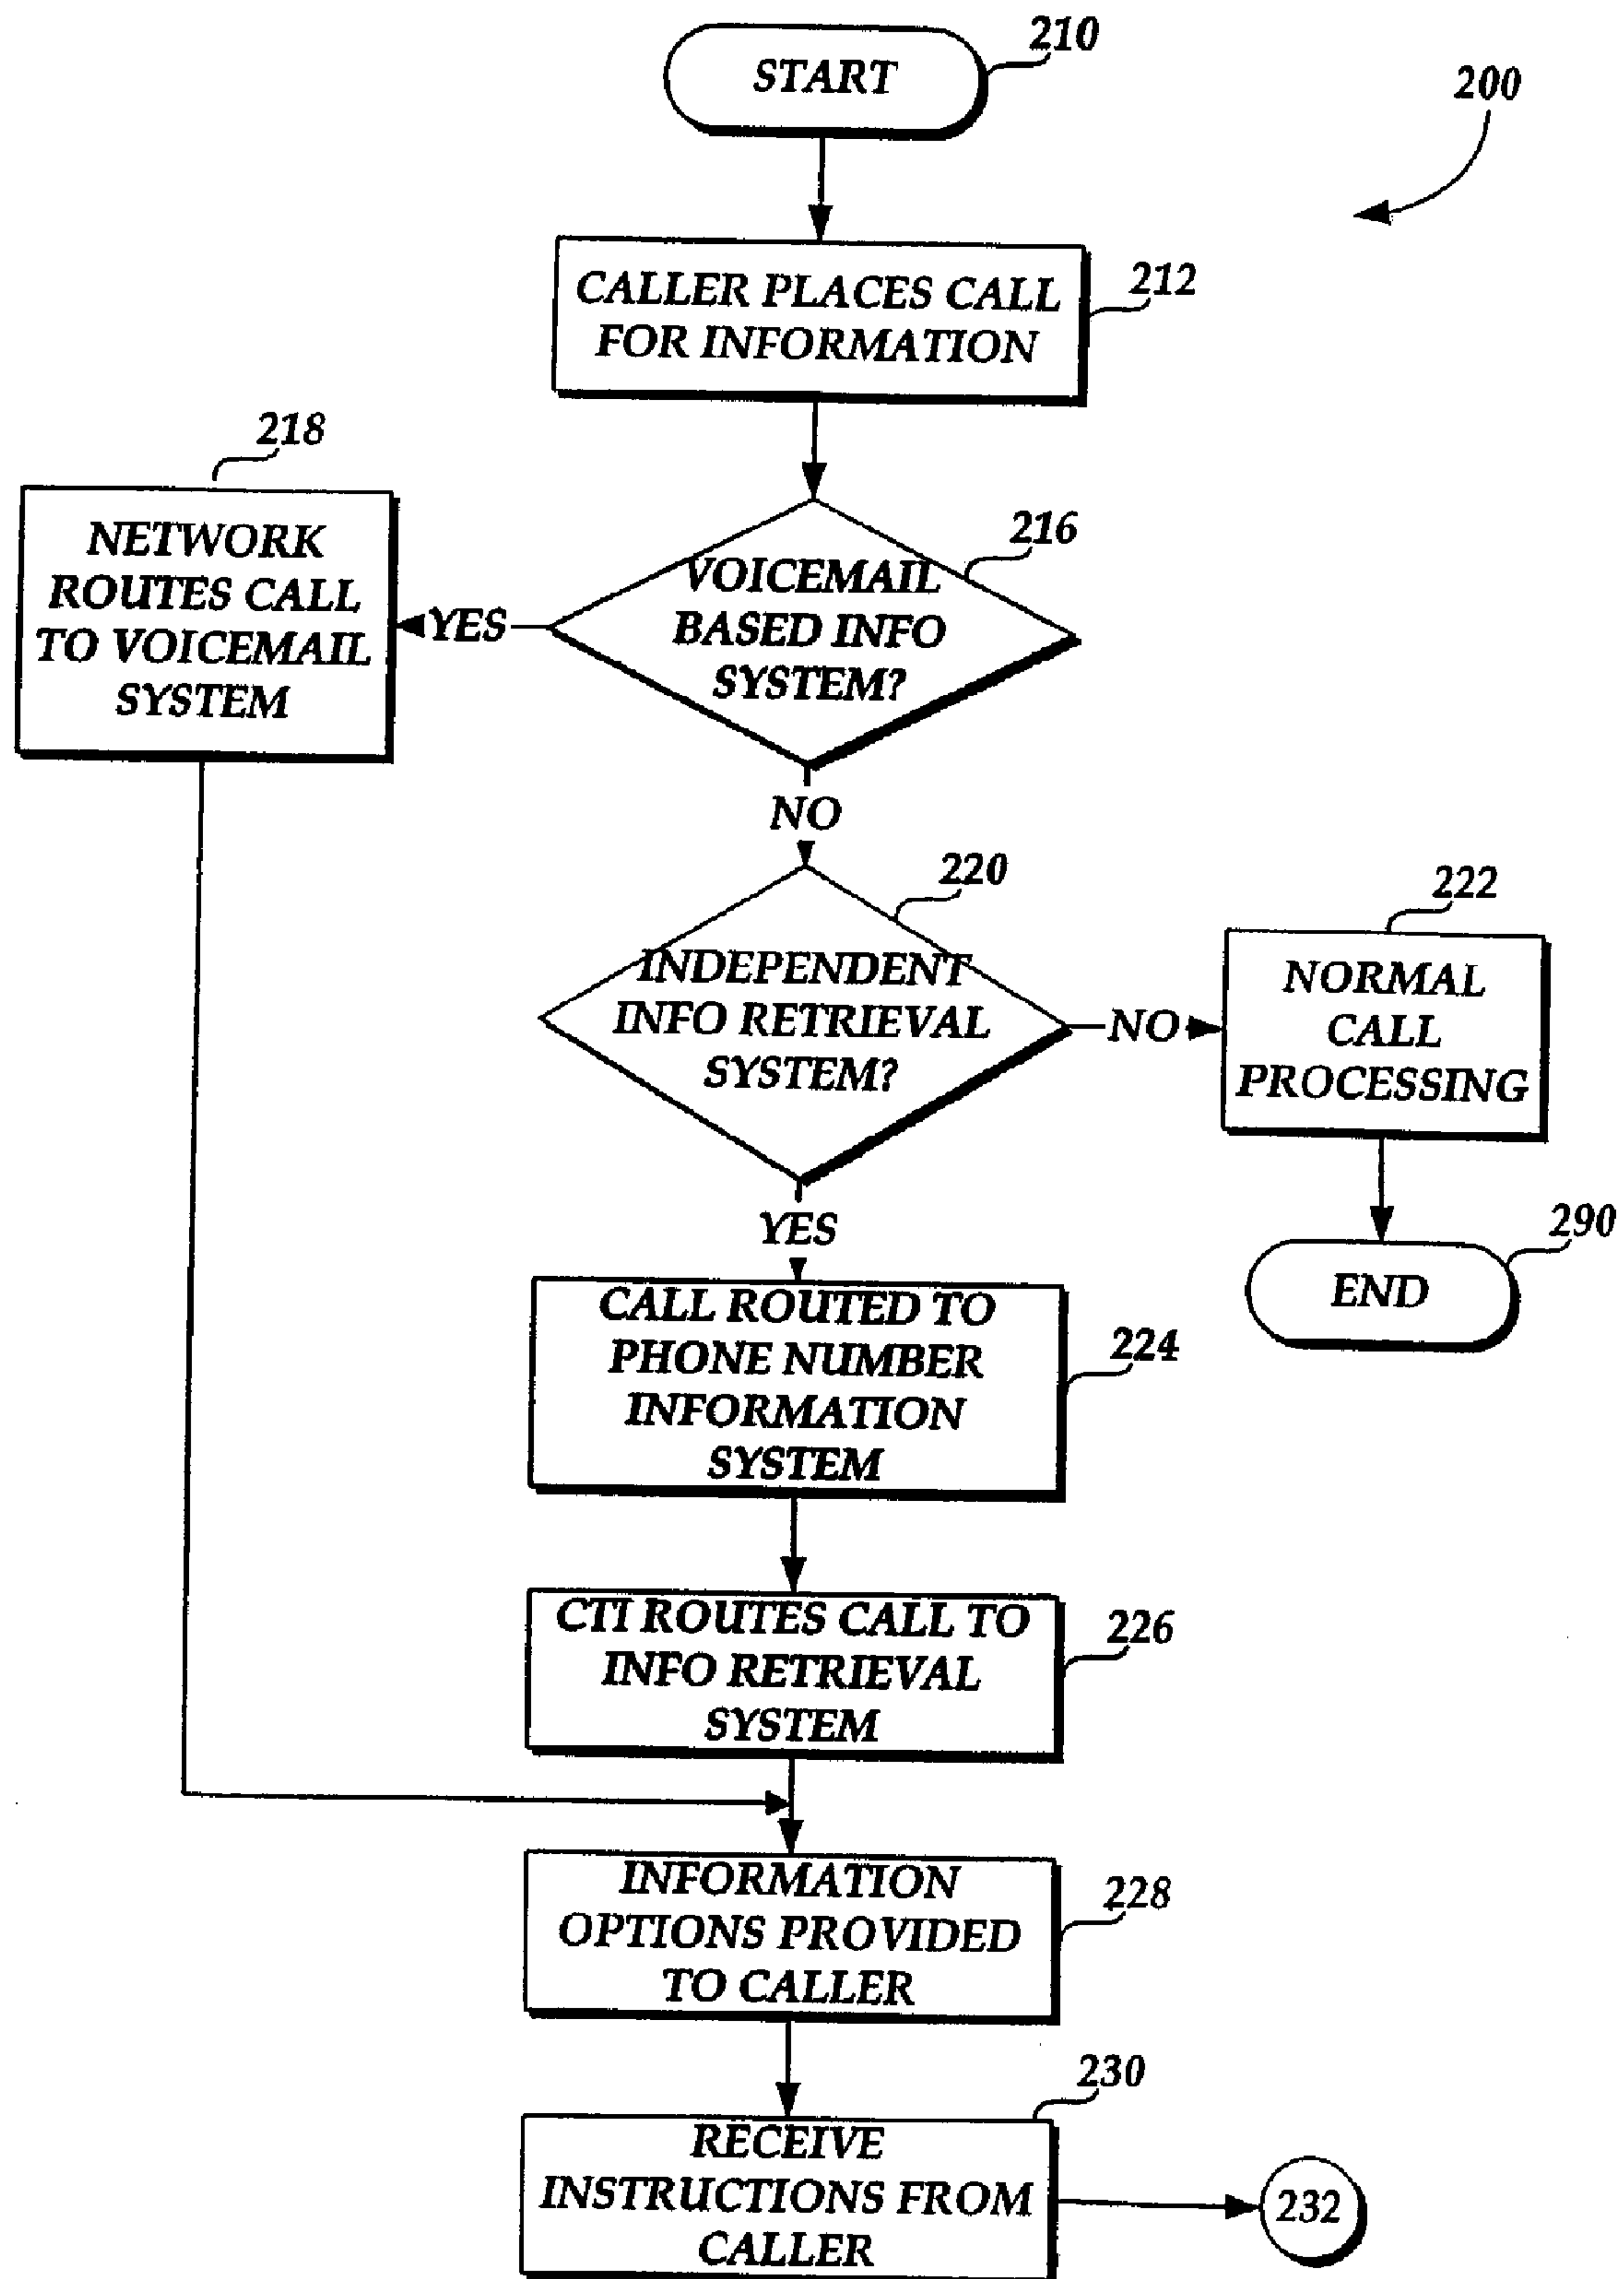 210
START
200
CALLER PLACES CALL
FOR INFORMATION
212
218
NETWORK
ROUTES CALL
TO VOICEMAIL
SYSTEM
YES
216
VOICEMAIL
BASED INFO
SYSTEM?
NO
220
INDEPENDENT
INFO RETRIEVAL
SYSTEM?
NO
222
NORMAL
CALL
PROCESSING
290
END
YES
CALL ROUTED TO
PHONE NUMBER
INFORMATION
SYSTEM
224
CTI ROUTES CALL TO
INFO RETRIEVAL
SYSTEM
226
INFORMATION
OPTIONS PROVIDED
TO CALLER
228
230
RECEIVE
INSTRUCTIONS FROM
CALLER
232